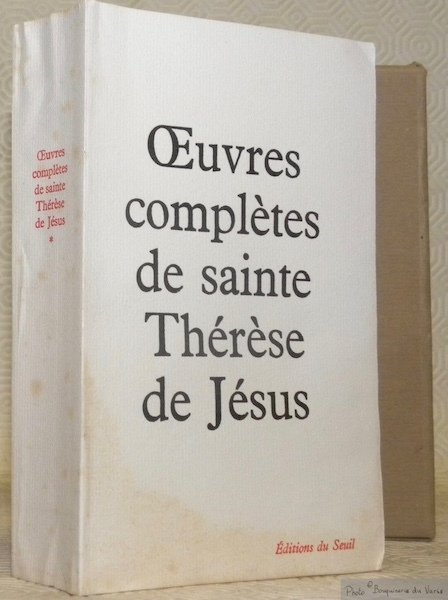 Œuvres
complètes
de sainte
Thérèse
de Jésus
*
Œuvres
complètes
de sainte
Thérèse
de Jésus
Éditions du Seuil
Photo © Bouquinerie du Varis